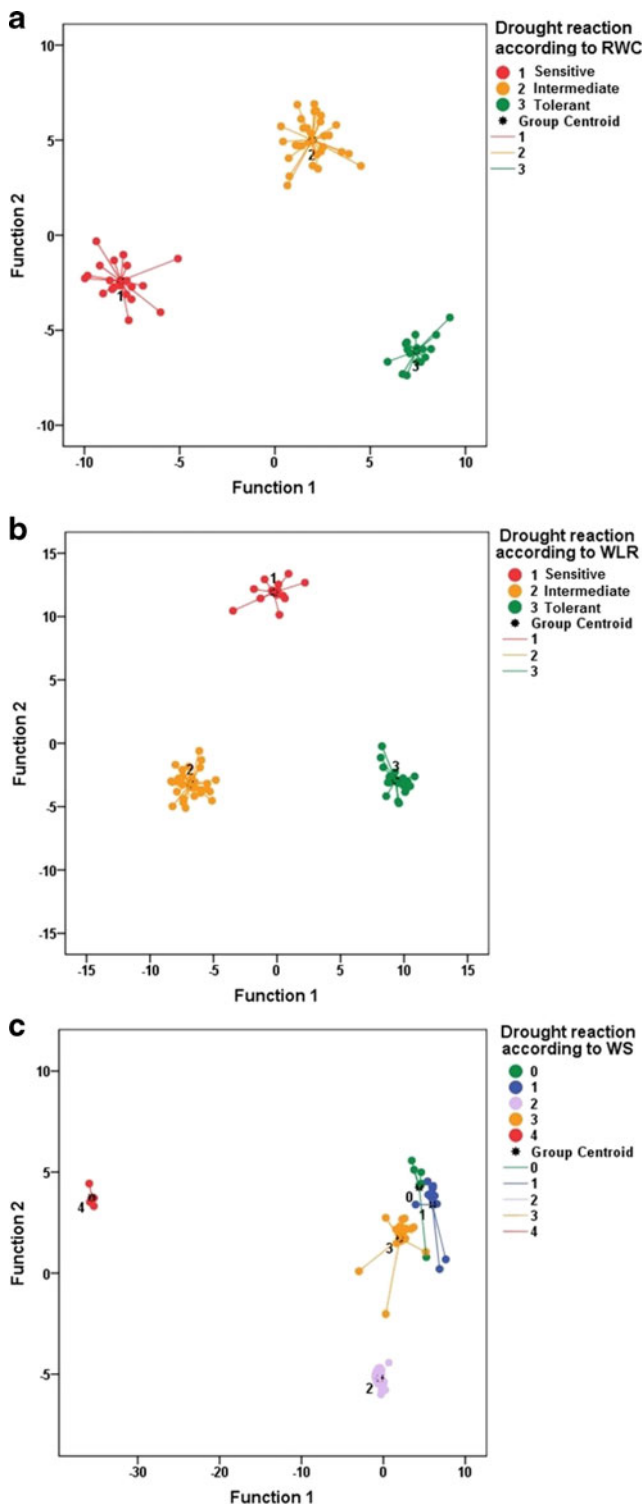 a
Drought reaction
according to RWC
1 Sensitive
2 Intermediate
3 Tolerant
Group Centroid
1
2
3
10
5
0
-5
-10
Function 2
2
1
3
-10 -5 0 5 10
Function 1
b
Drought reaction
according to WLR
1 Sensitive
2 Intermediate
3 Tolerant
Group Centroid
1
2
3
15
10
5
0
-5
-10
-15
Function 2
1
2
3
-15 -10 -5 0 5 10 15
Function 1
c
Drought reaction
according to WS
0
1
2
3
4
Group Centroid
0
1
2
3
4
10
5
0
-5
Function 2
4
0
1
3
2
-30 -20 -10 0 10
Function 1